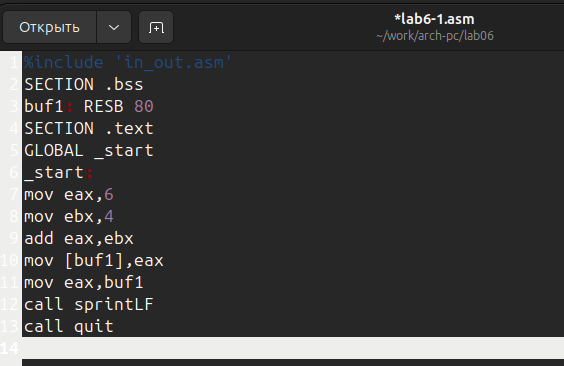 Открыть
*lab6-1.asm
~/work/arch-pc/lab06
1 %include 'in_out.asm'
2 SECTION .bss
3 buf1: RESB 80
4 SECTION .text
5 GLOBAL _start
6 _start:
7 mov eax,6
8 mov ebx,4
9 add eax,ebx
10 mov [buf1],eax
11 mov eax,buf1
12 call sprintLF
13 call quit
14